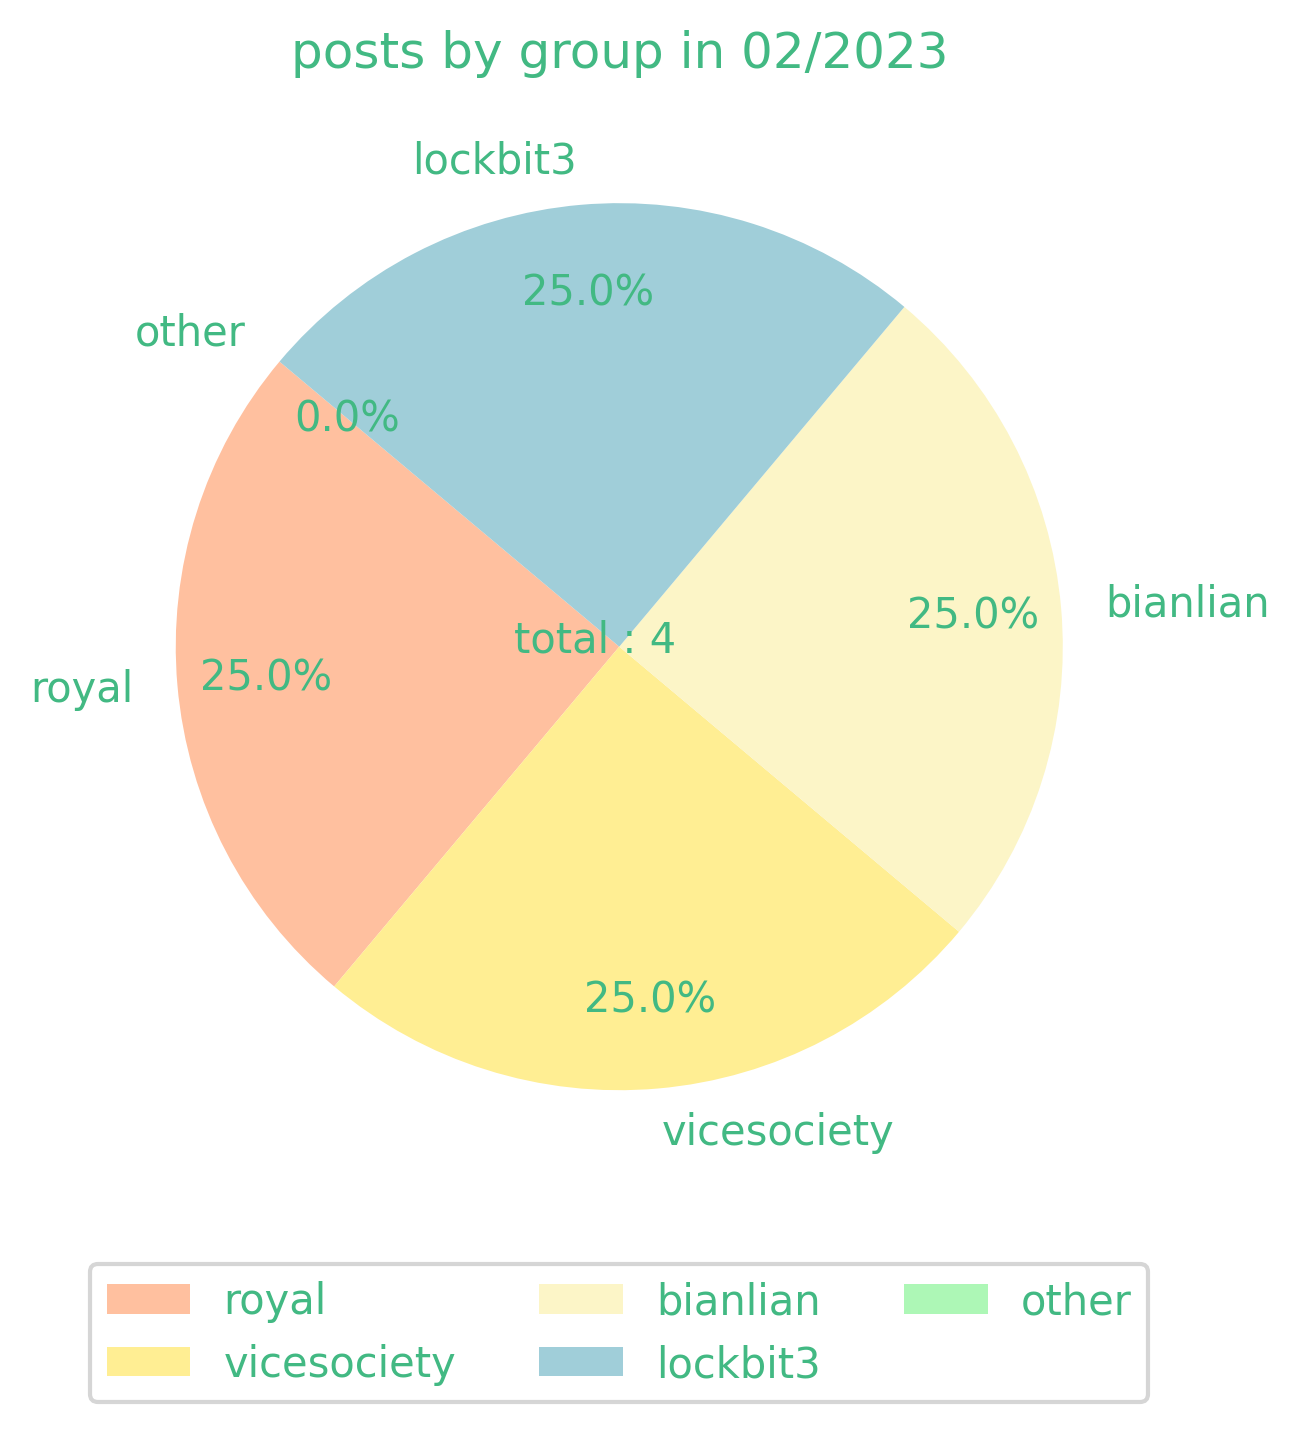 posts by group in 02/2023
lockbit3
25.0%
other
0.0%
bianlian
25.0%
total : 4
royal
25.0%
25.0%
vicesociety
royal
bianlian
other
vicesociety
lockbit3